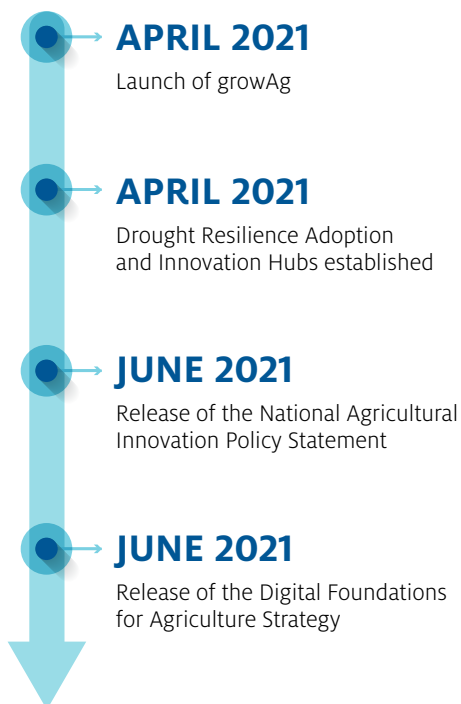 APRIL 2021
Launch of growAg
APRIL 2021
Drought Resilience Adoption
and Innovation Hubs established
JUNE 2021
Release of the National Agricultural
Innovation Policy Statement
JUNE 2021
Release of the Digital Foundations
for Agriculture Strategy